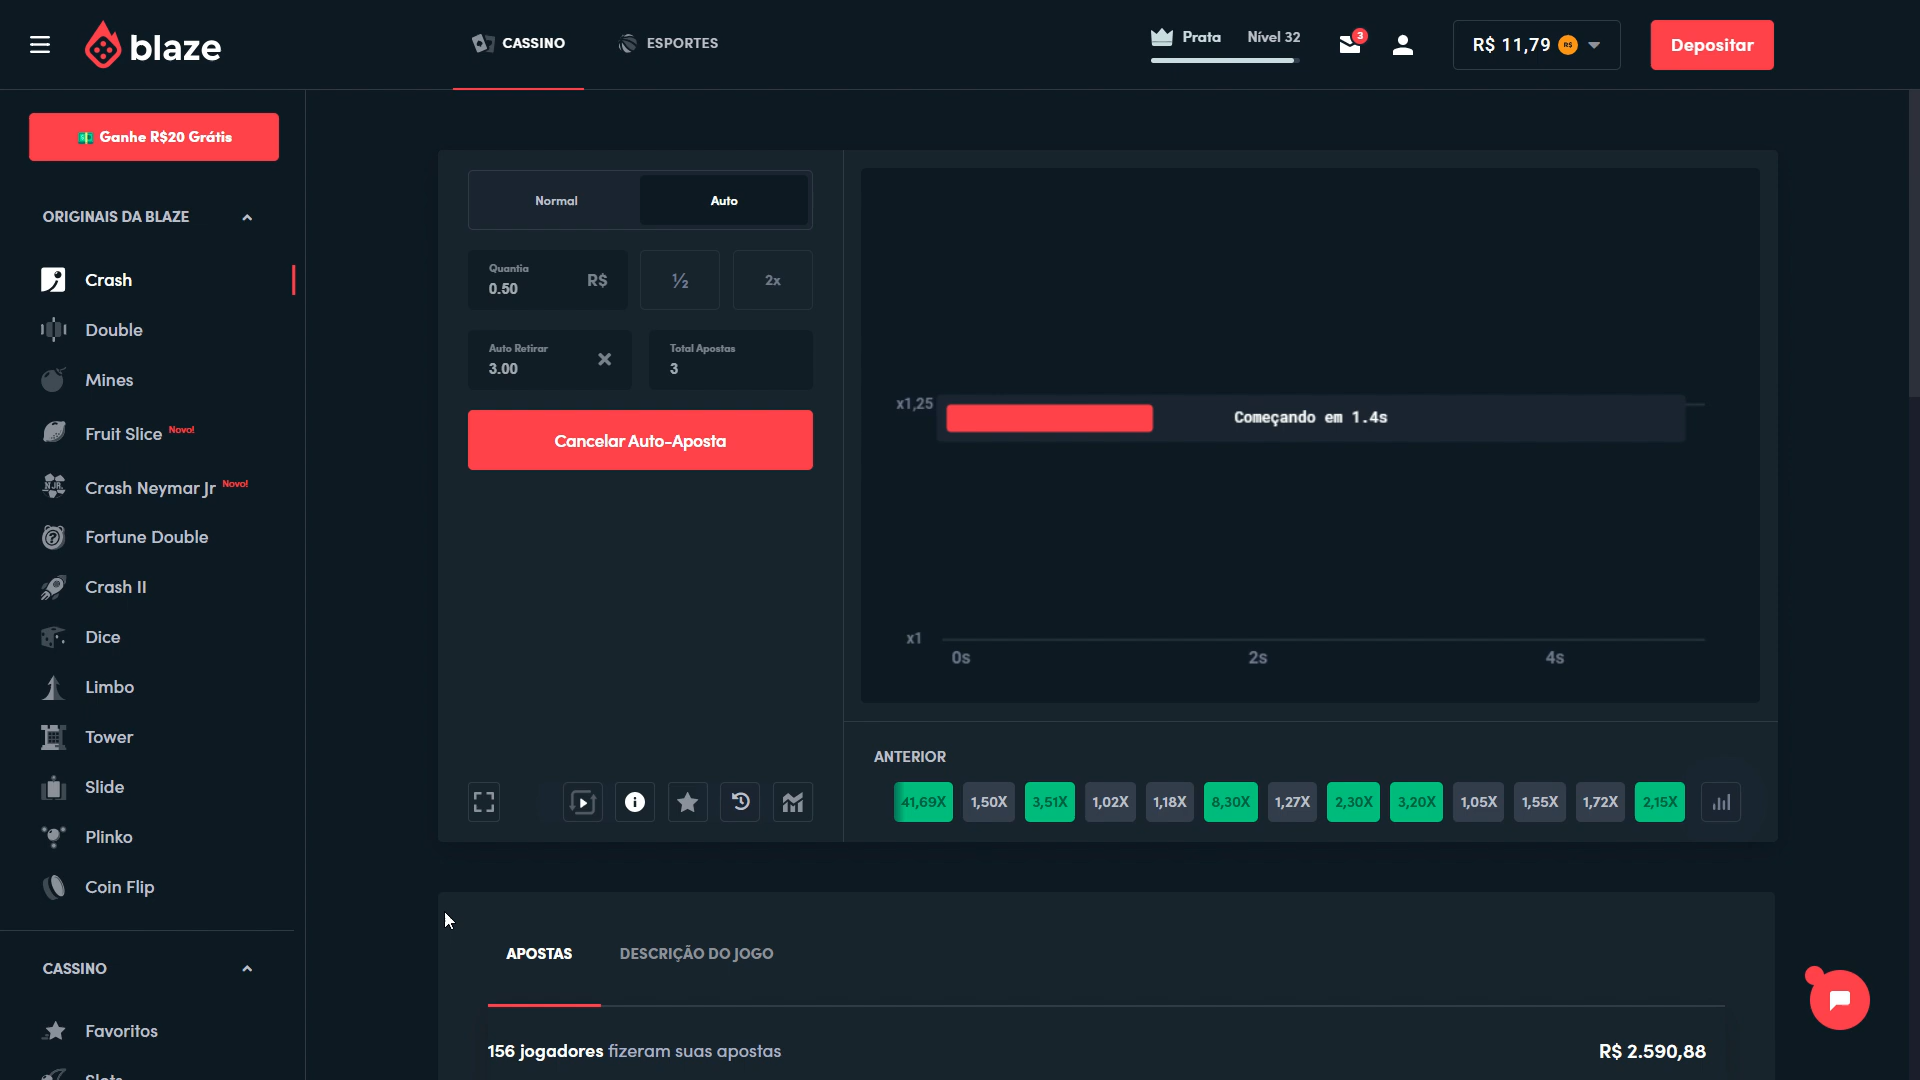 blaze
CASSINO
ESPORTES
Prata
Nível 32
3
R$ 11,79
R$
Depositar
Ganhe R$20 Grátis
ORIGINAIS DA BLAZE
Crash
Double
Mines
Fruit Slice Novo!
Crash Neymar Jr Novo!
Fortune Double
Crash II
Dice
Limbo
Tower
Slide
Plinko
Coin Flip
CASSINO
Favoritos
Slots
Normal
Auto
Quantia
0.50
R$
½
2x
Auto Retirar
3.00
Total Apostas
3
Cancelar Auto-Aposta
x1,25
Começando em 1.4s
x1
0s 2s 4s
ANTERIOR
41,69X 1,50X 3,51X 1,02X 1,18X 8,30X 1,27X 2,30X 3,20X 1,05X 1,55X 1,72X 2,15X
APOSTAS
DESCRIÇÃO DO JOGO
156 jogadores fizeram suas apostas
R$ 2.590,88